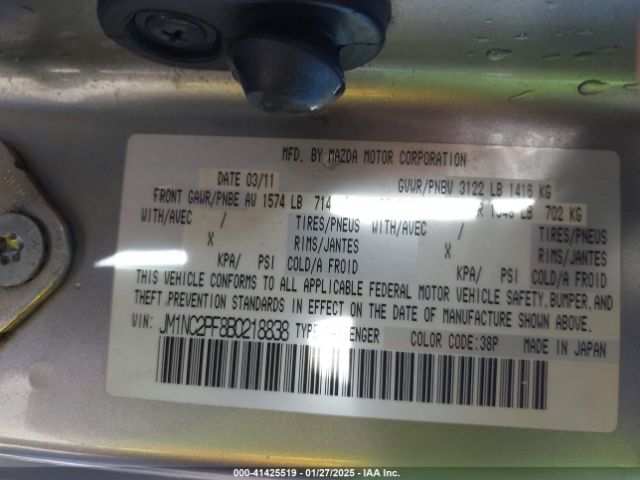 MFD. BY MAZDA MOTOR CORPORATION
DATE 03/11 GVWR/PNBV 3122 LB 1416 KG
FRONT GAWR/PNBE AV 1574 LB 714 LB 702 KG
WITH/AVEC / TIRES/PNEUS WITH/AVEC / TIRES/PNEUS
X RIMS/JANTES X RIMS/JANTES
KPA/ PSI COLD/A FROID KPA/ PSI COLD/A FROID
THIS VEHICLE CONFORMS TO ALL APPLICABLE FEDERAL MOTOR VEHICLE SAFETY, BUMPER, AND
THEFT PREVENTION STANDARDS IN EFFECT ON THE DATE OF MANUFACTURE SHOWN ABOVE.
VIN: JM1NC2PF8B0218838 COLOR CODE:38P MADE IN JAPAN
000-41425519 - 01/27/2025 - IAA Inc.